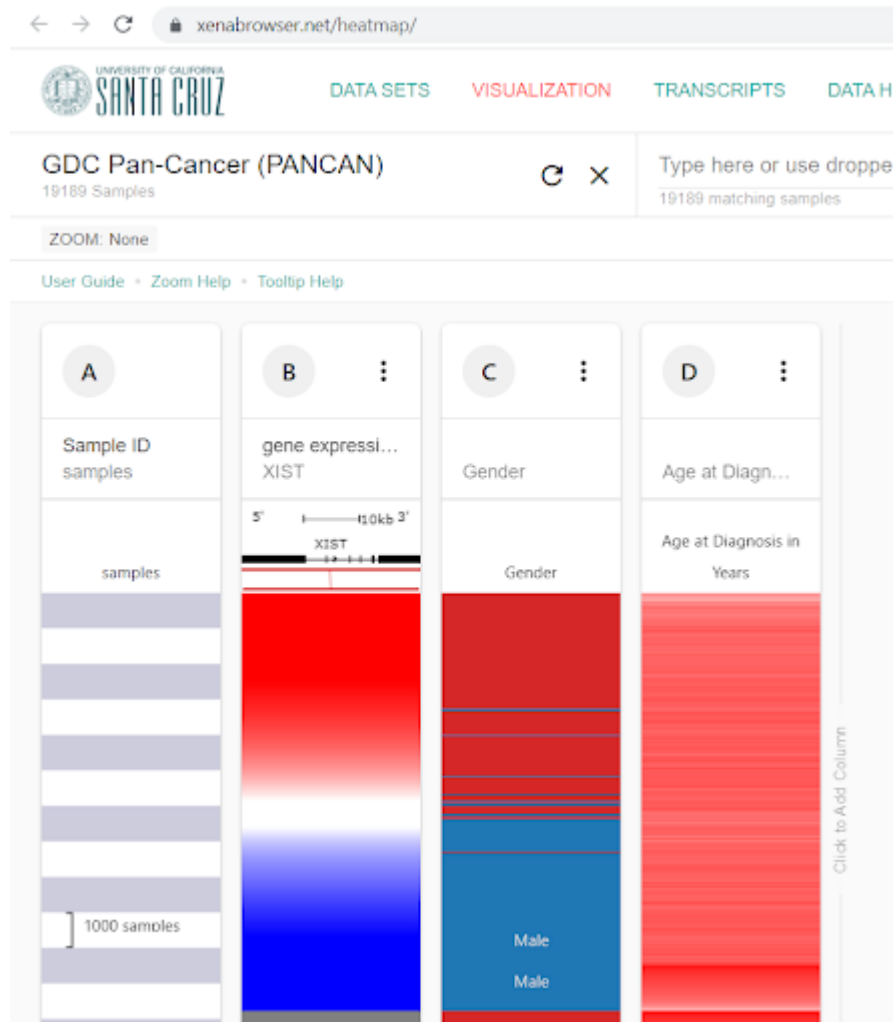 xenabrowser.net/heatmap/
UNIVERSITY OF CALIFORNIA
SANTA CRUZ
DATA SETS VISUALIZATION TRANSCRIPTS DATA H
GDC Pan-Cancer (PANCAN)
19189 Samples
Type here or use droppe
19189 matching samples
ZOOM: None
User Guide • Zoom Help • Tooltip Help
A B C D
Sample ID
samples
gene expressi...
XIST
Gender
Age at Diagn...
samples
5' 10kb 3'
XIST
Gender
Age at Diagnosis in
Years
1000 samples
Male
Male
Click to Add Column